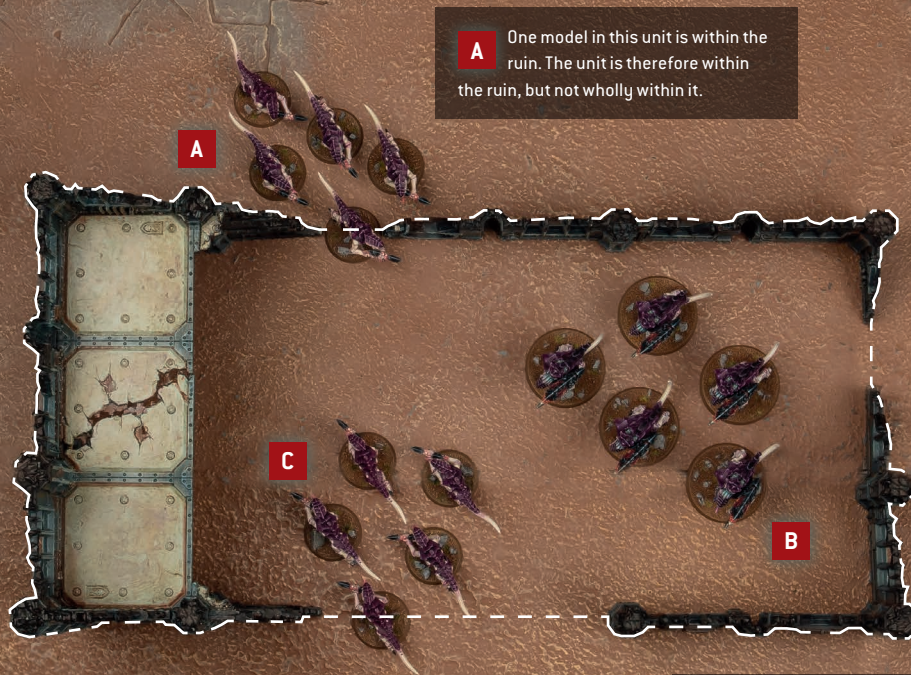 A One model in this unit is within the
ruin. The unit is therefore within
the ruin, but not wholly within it.
A
C
B